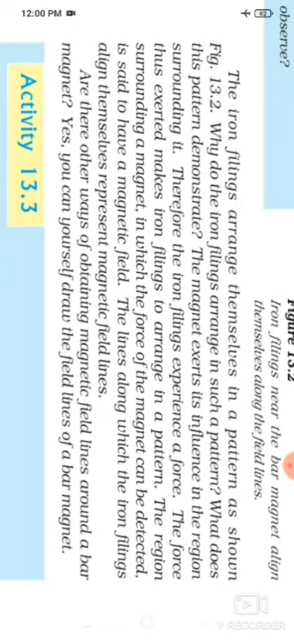 12:00 PM
82
observe?
Figure 13.2
Iron filings near the bar magnet align
themselves along the field lines.
The iron filings arrange themselves in a pattern as shown
Fig. 13.2. Why do the iron filings arrange in such a pattern? What does
this pattern demonstrate? The magnet exerts its influence in the region
surrounding it. Therefore the iron filings experience a force. The force
thus exerted makes iron filings to arrange in a pattern. The region
surrounding a magnet, in which the force of the magnet can be detected,
is said to have a magnetic field. The lines along which the iron filings
align themselves represent magnetic field lines.
Are there other ways of obtaining magnetic field lines around a bar
magnet? Yes, you can yourself draw the field lines of a bar magnet.
Activity 13.3
V RECORDER